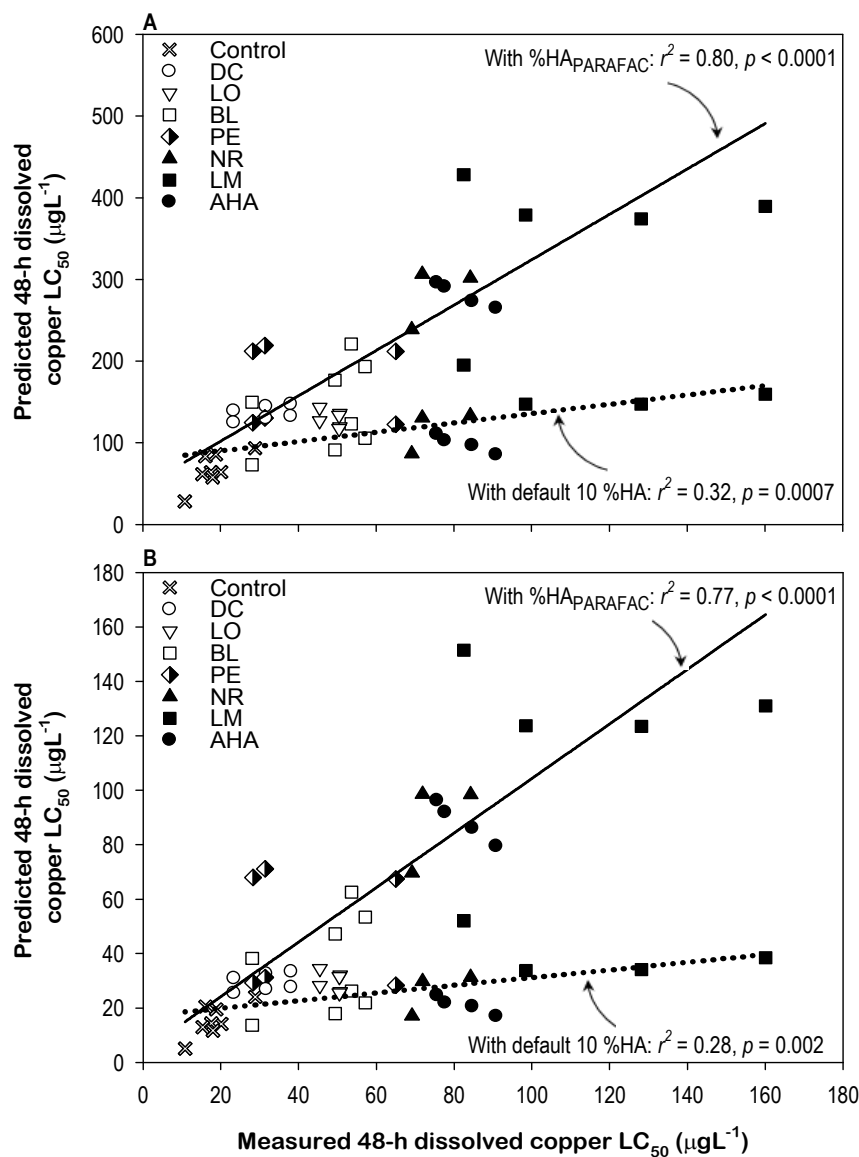 A
600
500
400
300
200
100
0
Predicted 48-h dissolved
copper LC50 (μgL-1)
Control
DC
LO
BL
PE
NR
LM
AHA
With %HAPARAFAC: r2 = 0.80, p < 0.0001
With default 10 %HA: r2 = 0.32, p = 0.0007
B
180
160
140
120
100
80
60
40
20
0
Predicted 48-h dissolved
copper LC50 (μgL-1)
Control
DC
LO
BL
PE
NR
LM
AHA
With %HAPARAFAC: r2 = 0.77, p < 0.0001
With default 10 %HA: r2 = 0.28, p = 0.002
0 20 40 60 80 100 120 140 160 180
Measured 48-h dissolved copper LC50 (μgL-1)